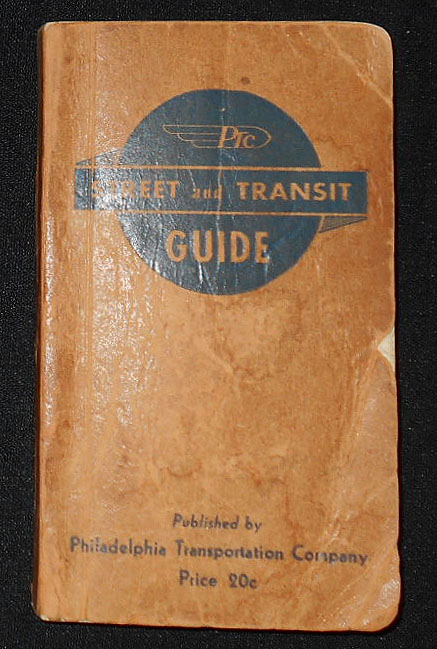 PTC
STREET and TRANSIT
GUIDE
Published by
Philadelphia Transportation Company
Price 20c